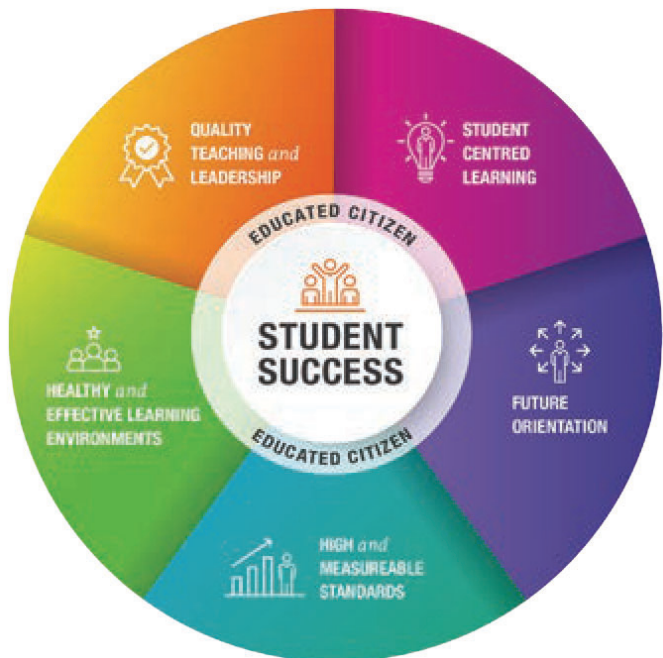 QUALITY
TEACHING and
LEADERSHIP
STUDENT
CENTRED
LEARNING
EDUCATED CITIZEN
STUDENT
SUCCESS
EDUCATED CITIZEN
HEALTHY and
EFFECTIVE LEARNING
ENVIRONMENTS
FUTURE
ORIENTATION
HIGH and
MEASUREABLE
STANDARDS